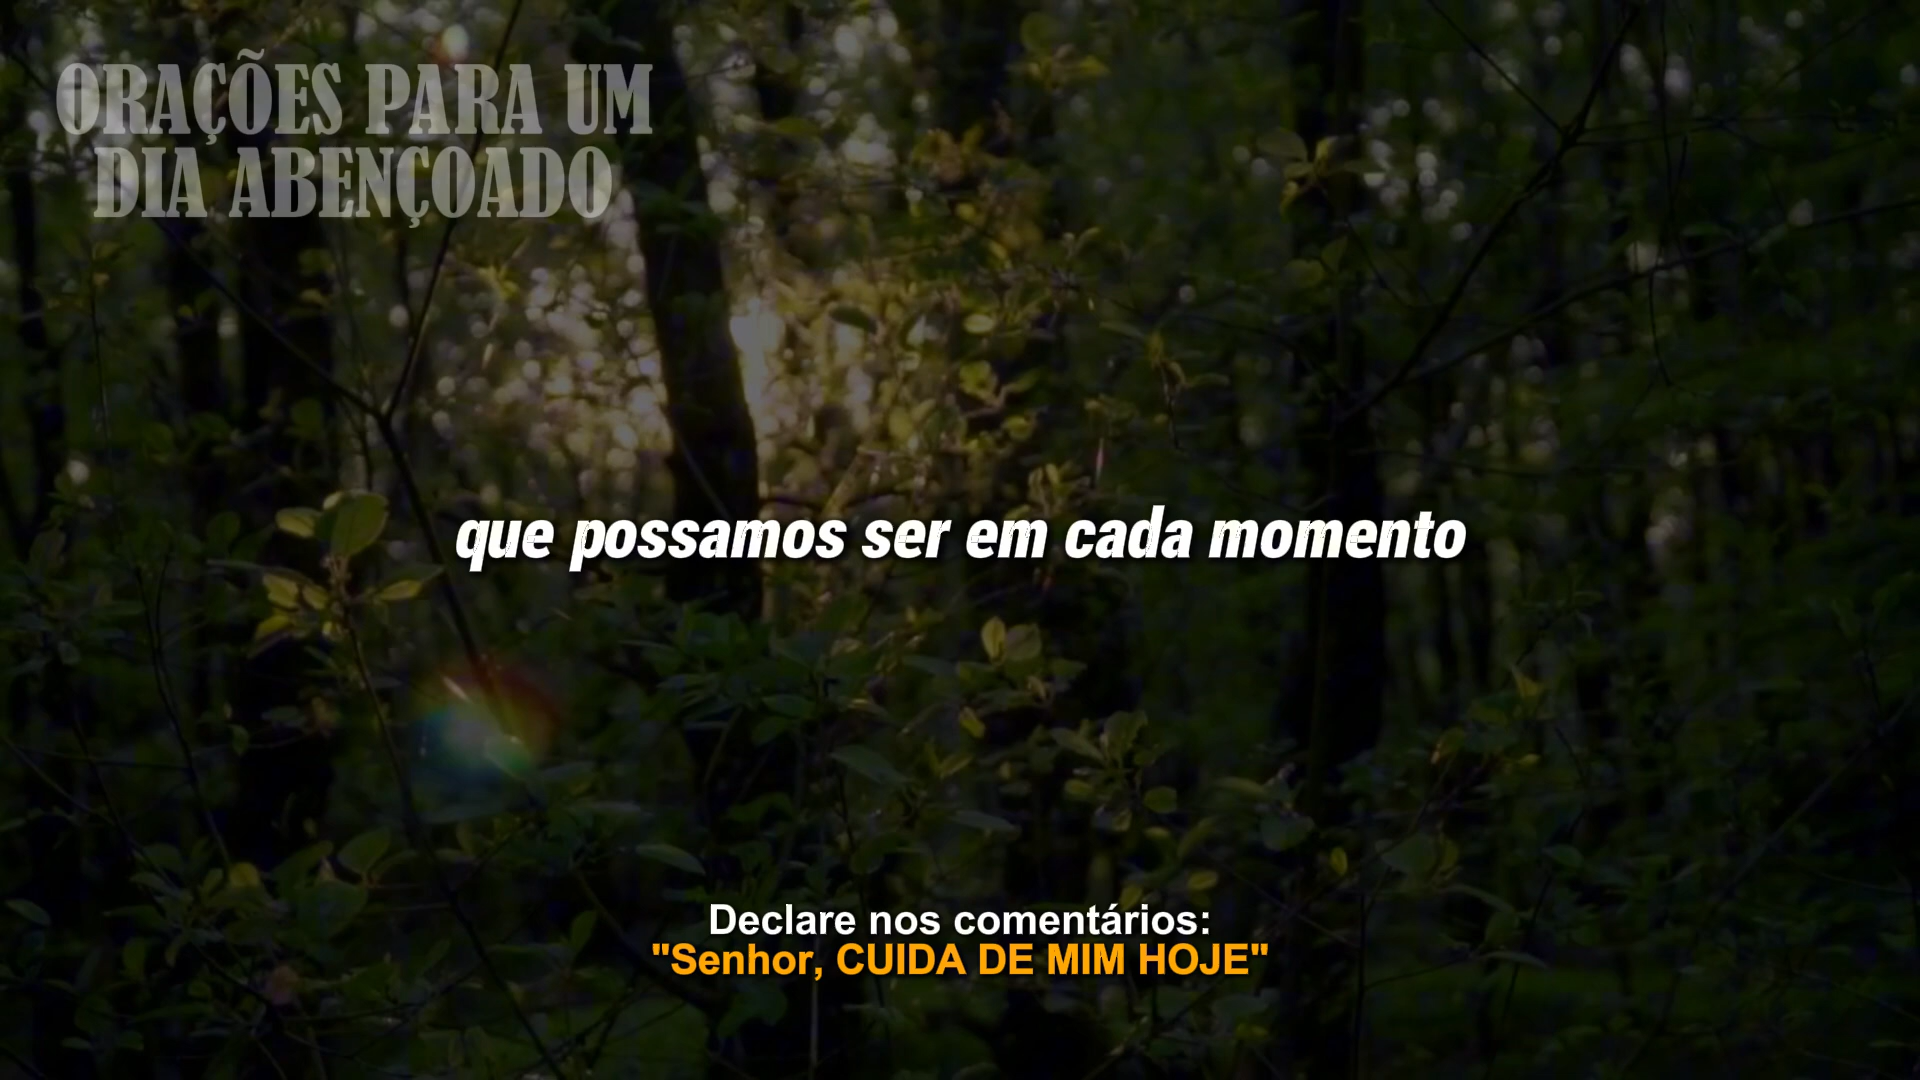 ORAÇÕES PARA UM
DIA ABENÇOADO
que possamos ser em cada momento
Declare nos comentários:
"Senhor, CUIDA DE MIM HOJE"